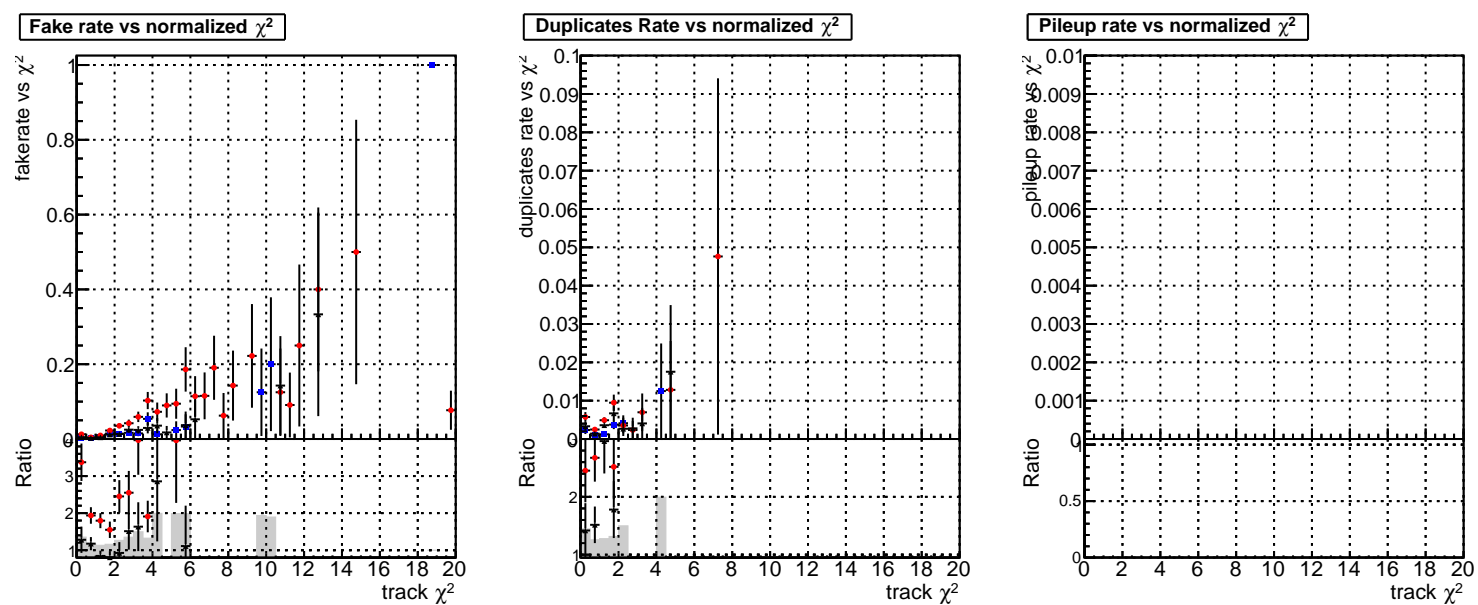 Fake rate vs normalized χ²
fakerate vs χ²
1
0.8
0.6
0.4
0.2
0
Ratio
3
2
1
0 2 4 6 8 10 12 14 16 18 20
track χ²
Duplicates Rate vs normalized χ²
duplicates rate vs χ²
0.1
0.09
0.08
0.07
0.06
0.05
0.04
0.03
0.02
0.01
0
Ratio
2
1
0 2 4 6 8 10 12 14 16 18 20
track χ²
Pileup rate vs normalized χ²
pileup rate vs χ²
0.01
0.009
0.008
0.007
0.006
0.005
0.004
0.003
0.002
0.001
0
Ratio
1
0.5
0
0 2 4 6 8 10 12 14 16 18 20
track χ²